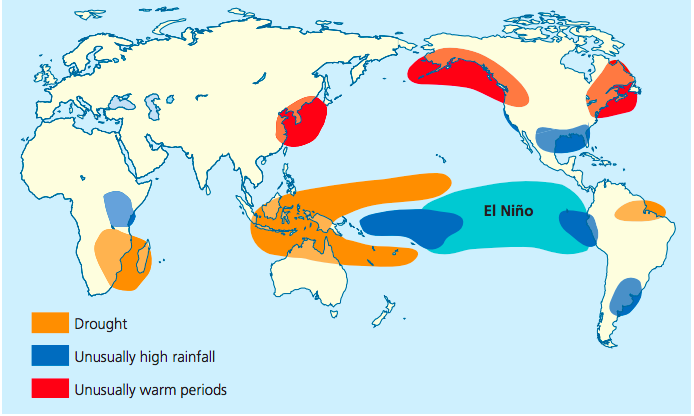 El Niño
Drought
Unusually high rainfall
Unusually warm periods